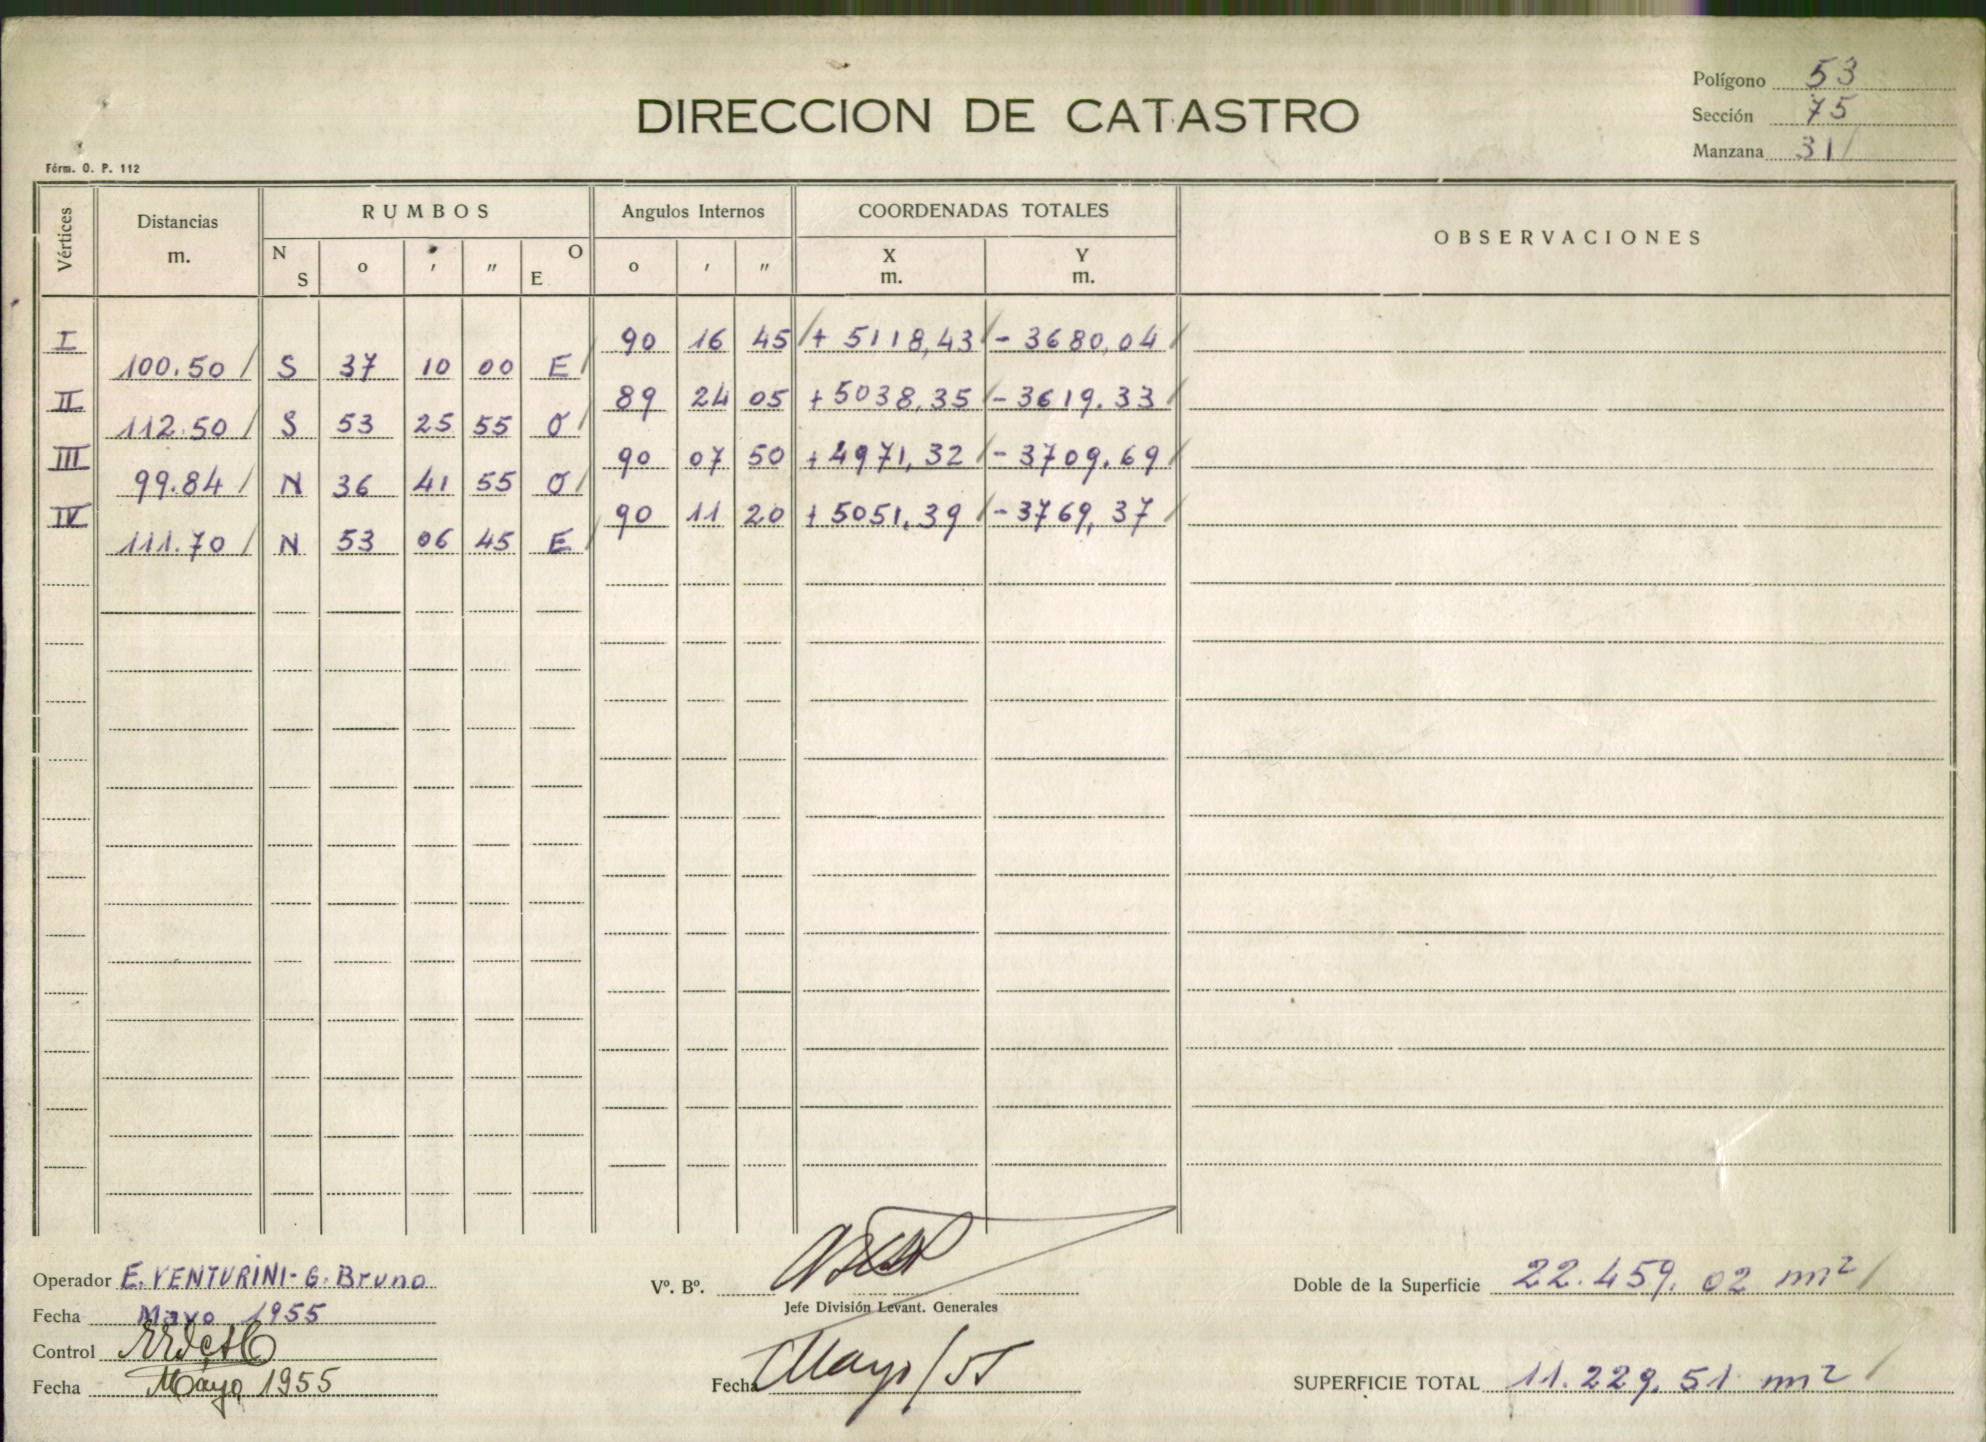 Polígono 53
DIRECCION DE CATASTRO
Sección 75
Manzana 31
Fórm. O. P. 112
Vértices Distancias m. RUMBOS Angulos Internos COORDENADAS TOTALES OBSERVACIONES
N S o ′ ″ O E o ′ ″ X m. Y m.
I 90 16 45 + 5118,43 - 3680,04
100.50 S 37 10 00 E
II 89 24 05 + 5038,35 - 3619.33
112.50 S 53 25 55 O
III 90 07 50 + 4971,32 - 3709.69
99.84 N 36 41 55 O
IV 90 11 20 + 5051,39 - 3769,37
111.70 N 53 06 45 E
Operador E. VENTURINI - G. Bruno
Vº. Bº.
Doble de la Superficie 22.459.02 m²
Jefe División Levant. Generales
Fecha Mayo 1955
Control
Fecha Mayo 1955
Fecha Mayo/55
SUPERFICIE TOTAL 11.229.51 m²